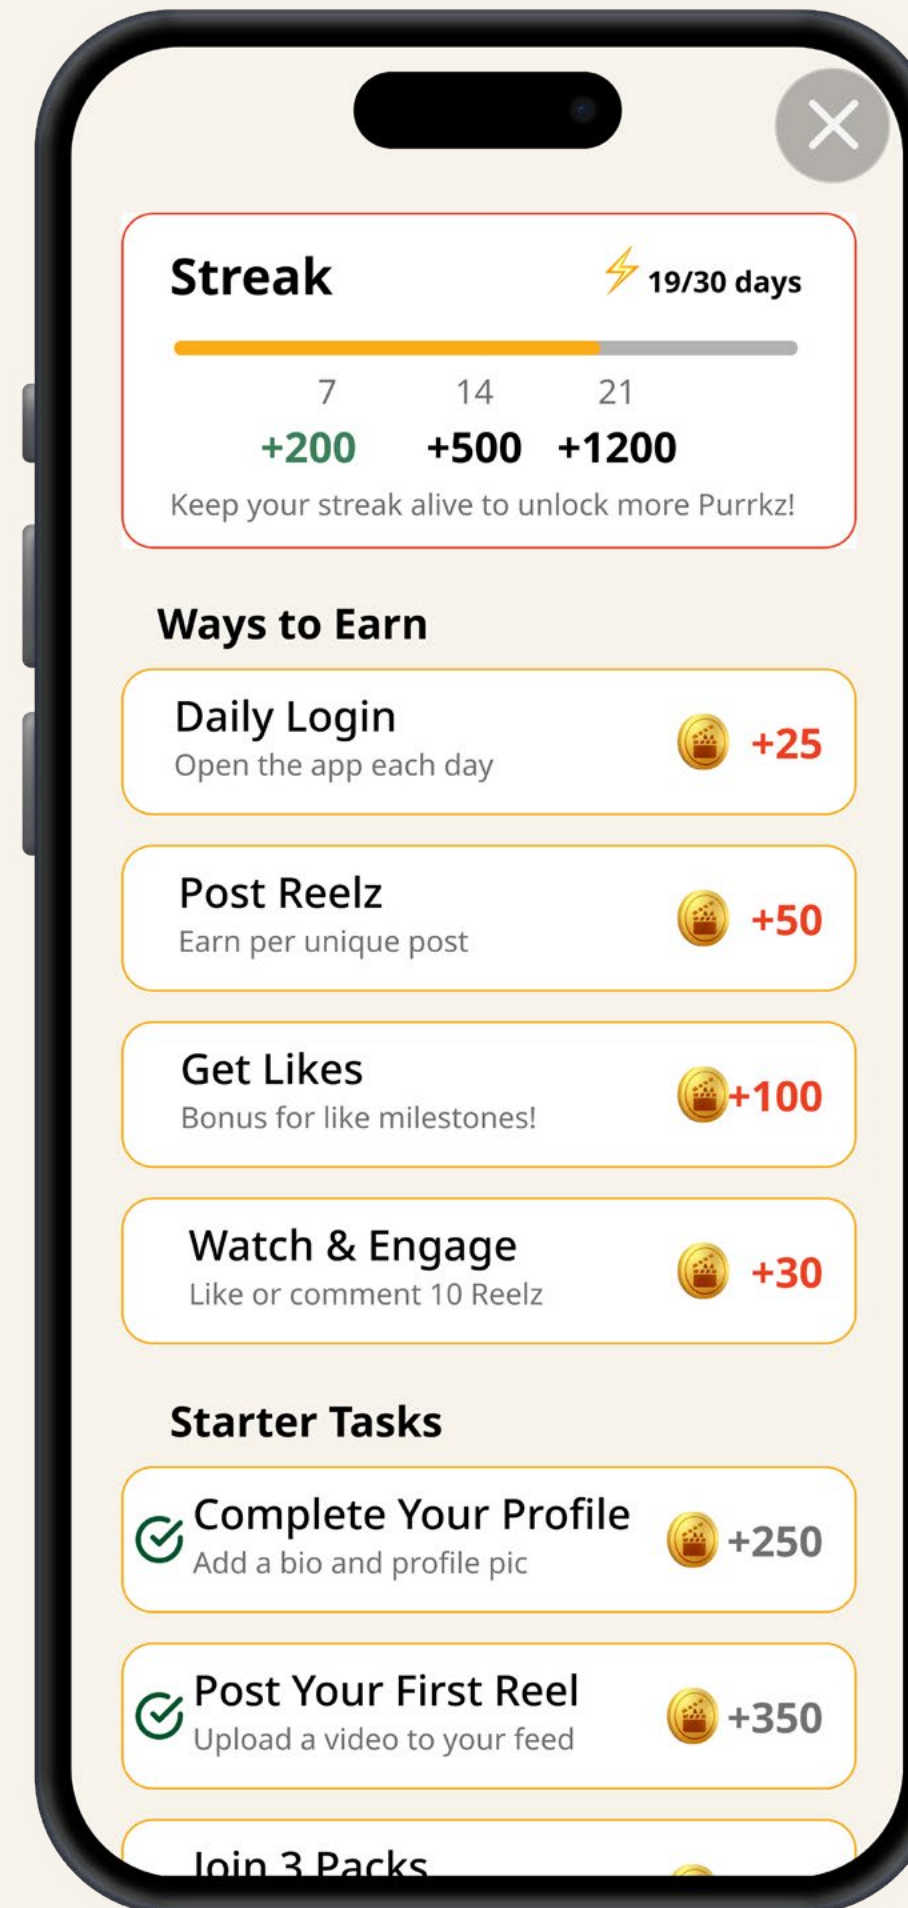 Streak
19/30 days
7 14 21
+200 +500 +1200
Keep your streak alive to unlock more Purrkz!
Ways to Earn
Daily Login
Open the app each day
+25
Post Reelz
Earn per unique post
+50
Get Likes
Bonus for like milestones!
+100
Watch & Engage
Like or comment 10 Reelz
+30
Starter Tasks
Complete Your Profile
Add a bio and profile pic
+250
Post Your First Reel
Upload a video to your feed
+350
Join 3 Packs